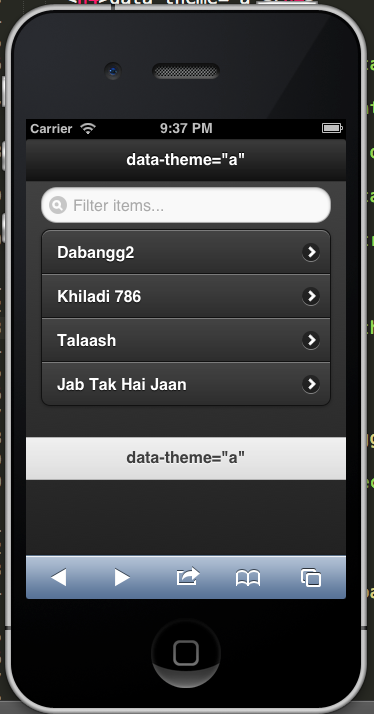 Carrier 9:37 PM
data-theme="a"
Filter items...
Dabangg2
Khiladi 786
Talaash
Jab Tak Hai Jaan
data-theme="a"